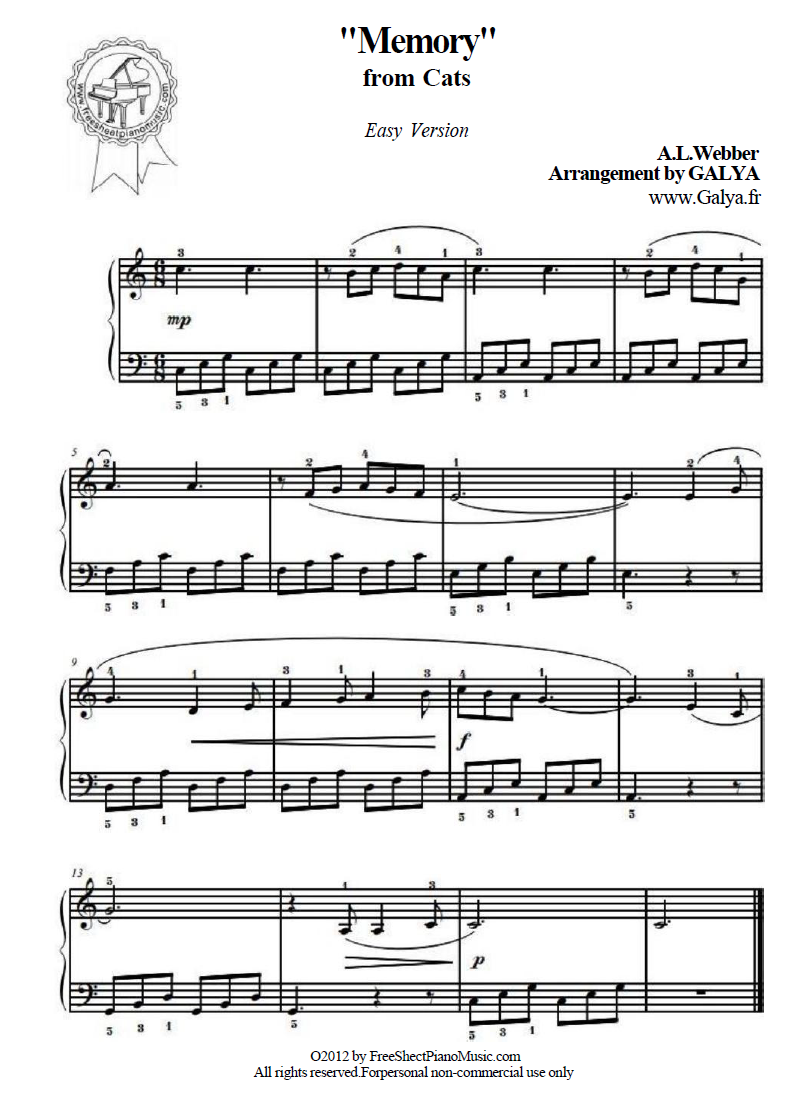 "Memory"
from Cats
www.freesheetpianomusic.com
Easy Version
A.L.Webber
Arrangement by GALYA
www.Galya.fr
3 2 4 1 3 2 4 1
6 8
mp
6 8
5 3 1 5 3 1
5
2 2 4 1 2 4
5 3 1 5 3 1 5
9
4 1 3 1 3 4 1 3 1
f
5 3 1 5 3 1 5
13
5 1 3
p
5 3 1 5 5 3 1
O2012 by FreeShectPianoMusic.com
All rights reserved.Forpersonal non-commercial use only